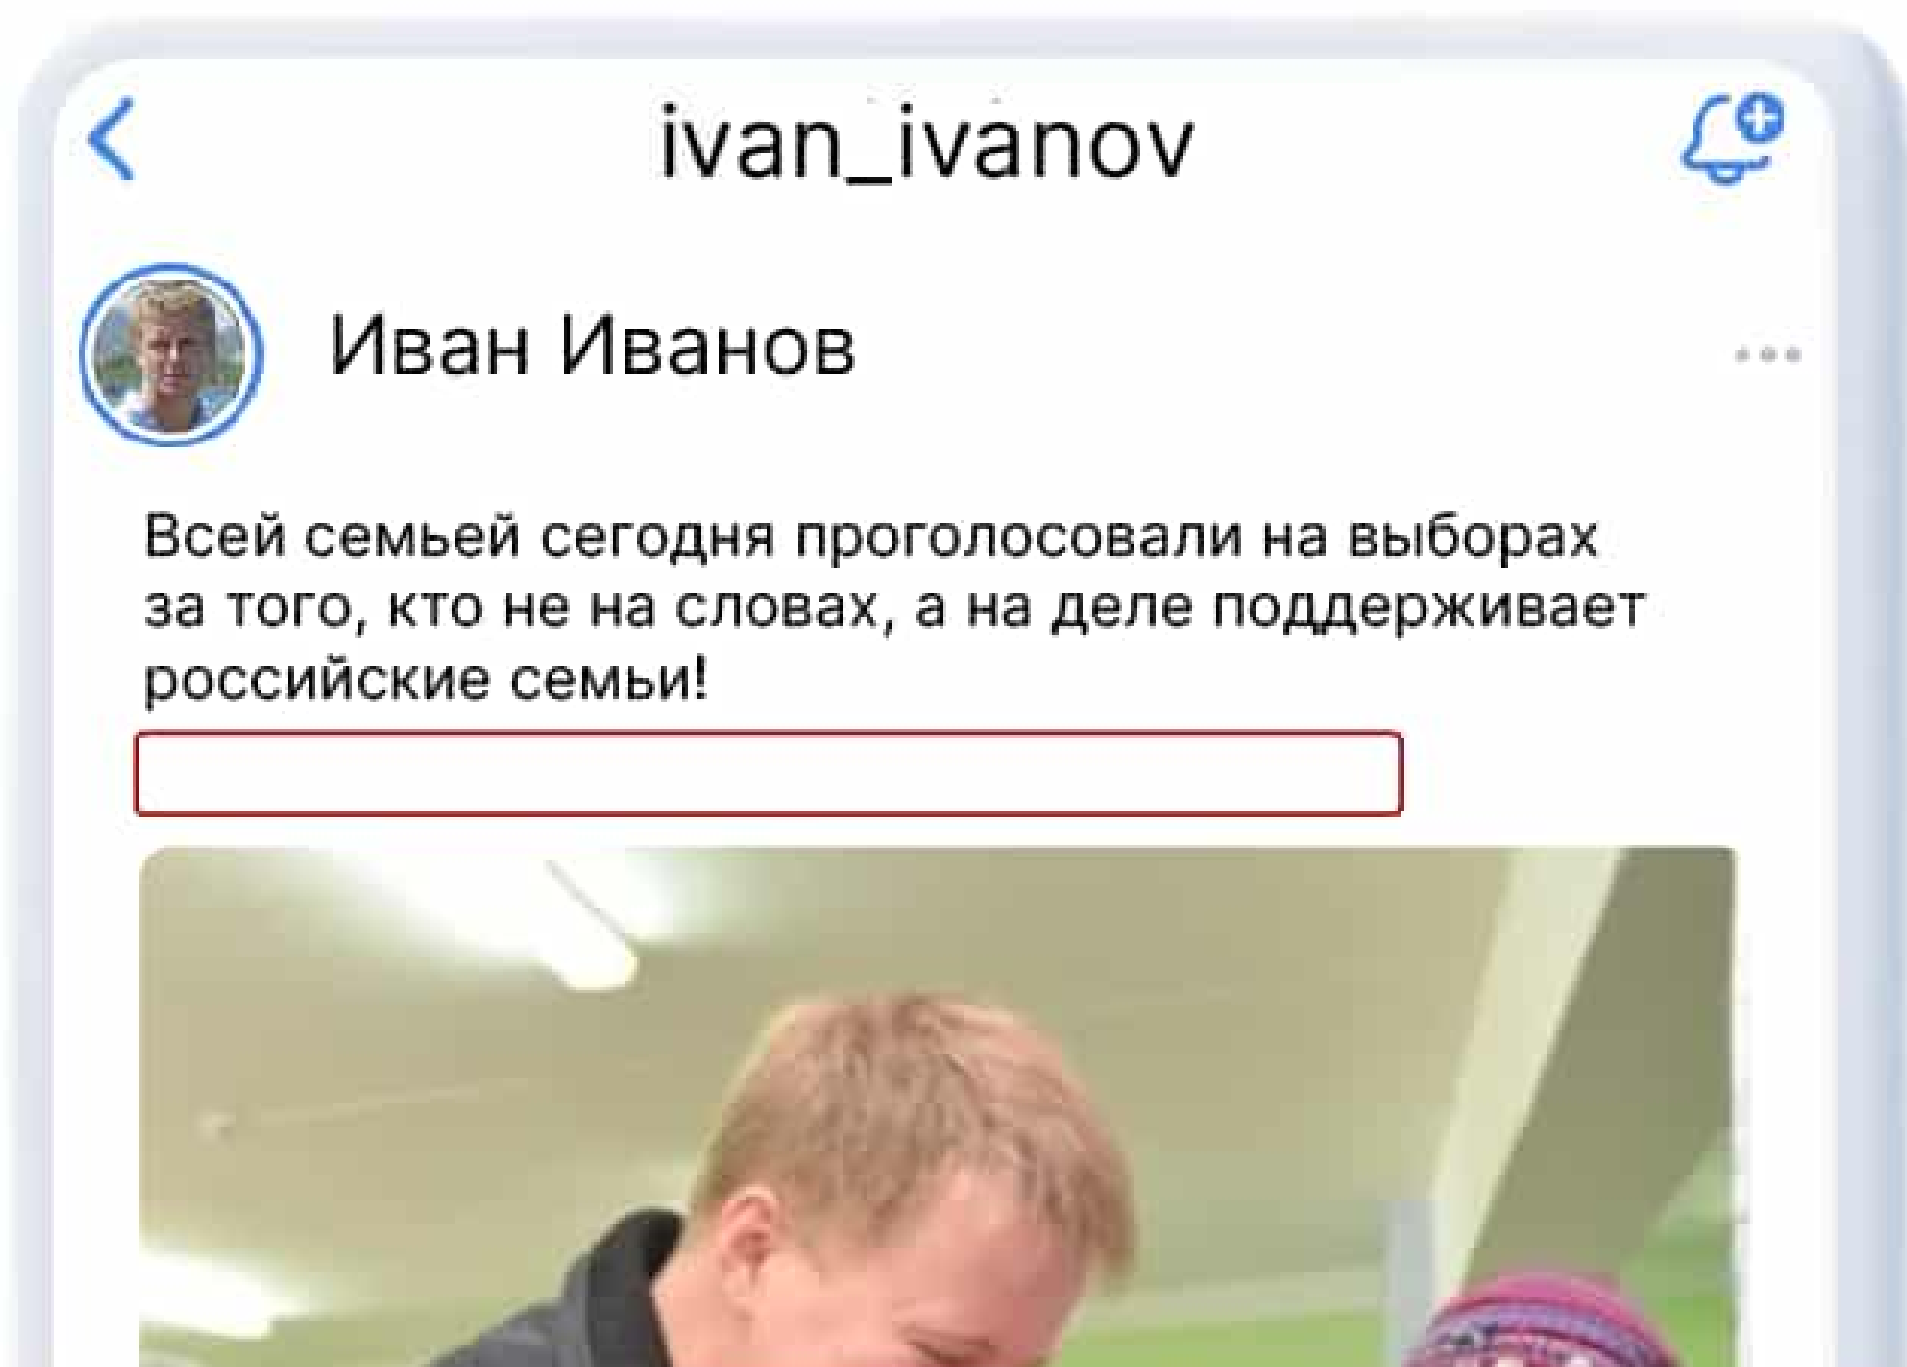 ivan_ivanov
Иван Иванов
Всей семьей сегодня проголосовали на выборах
за того, кто не на словах, а на деле поддерживает
российские семьи!